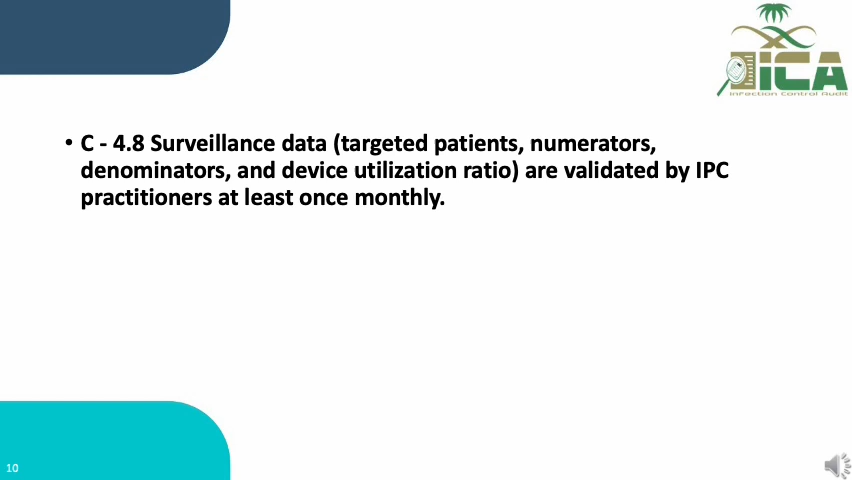 iCA
Infection Control Audit
• C - 4.8 Surveillance data (targeted patients, numerators,
denominators, and device utilization ratio) are validated by IPC
practitioners at least once monthly.
10